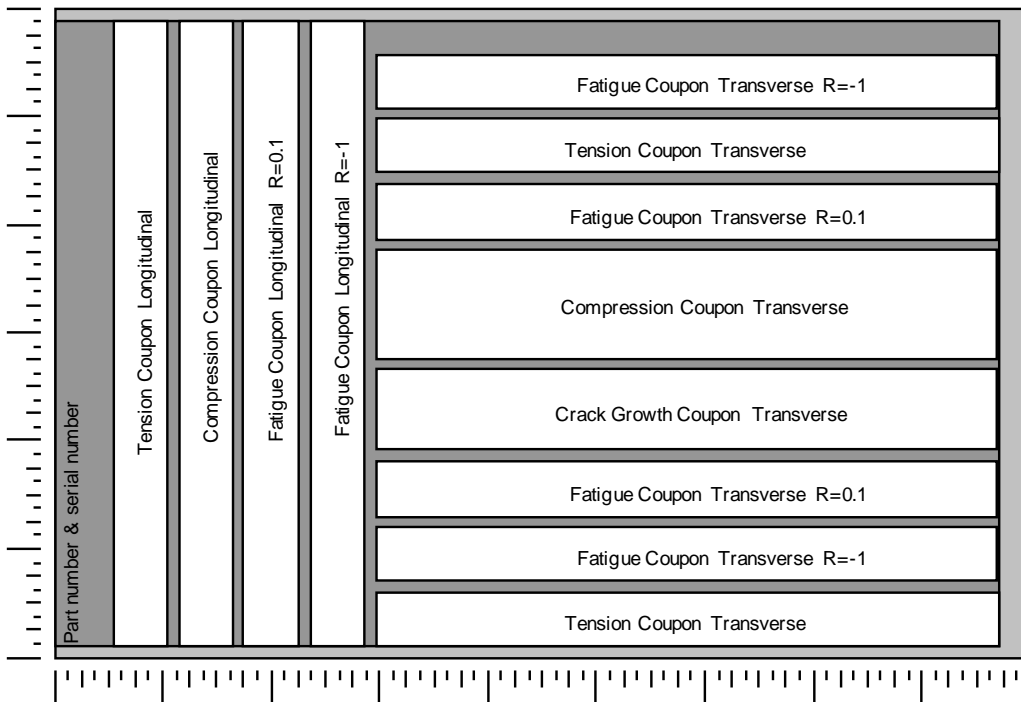 Part number & serial number
Tension Coupon Longitudinal
Compression Coupon Longitudinal
Fatigue Coupon Longitudinal R=0.1
Fatigue Coupon Longitudinal R=-1
Fatigue Coupon Transverse R=-1
Tension Coupon Transverse
Fatigue Coupon Transverse R=0.1
Compression Coupon Transverse
Crack Growth Coupon Transverse
Fatigue Coupon Transverse R=0.1
Fatigue Coupon Transverse R=-1
Tension Coupon Transverse